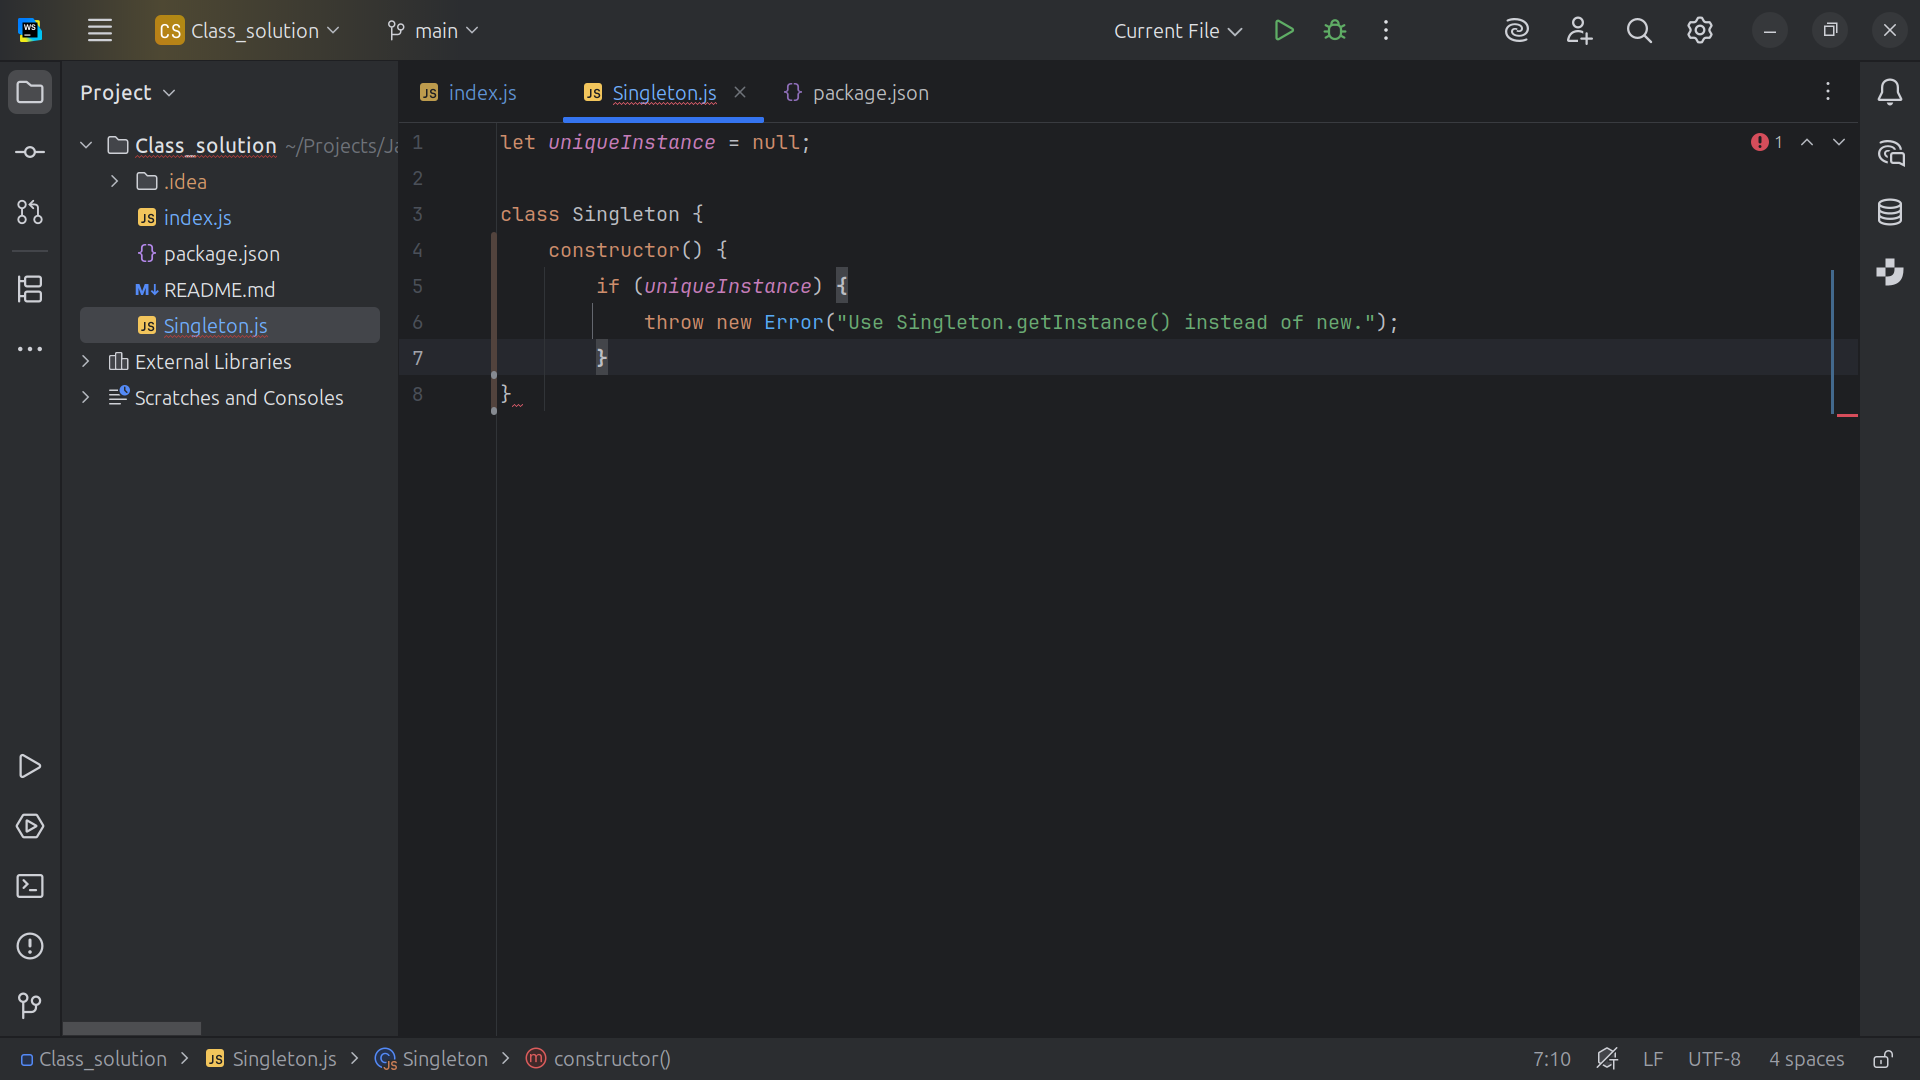 WS
CS Class_solution
main
Current File
Project
index.js
Singleton.js
package.json
Class_solution ~/Projects/Ja
.idea
JS index.js
{} package.json
M↓ README.md
JS Singleton.js
External Libraries
Scratches and Consoles
1 let uniqueInstance = null;
2
3 class Singleton {
4 constructor() {
5 if (uniqueInstance) {
6 throw new Error("Use Singleton.getInstance() instead of new.");
7 }
8 }
1
Class_solution > JS Singleton.js > Singleton > constructor()
7:10
LF
UTF-8
4 spaces